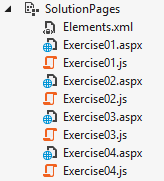 SolutionPages
Elements.xml
Exercise01.aspx
Exercise01.js
Exercise02.aspx
Exercise02.js
Exercise03.aspx
Exercise03.js
Exercise04.aspx
Exercise04.js